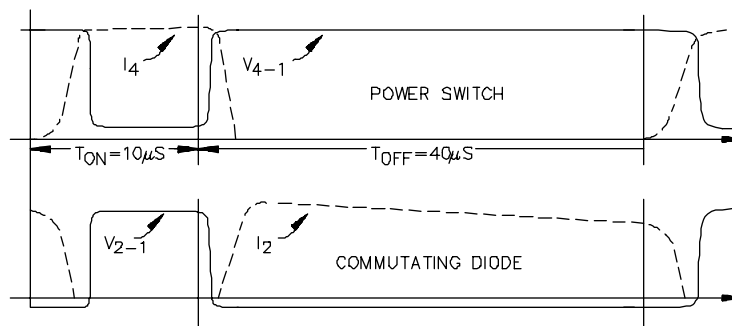 I4
V4-1
POWER SWITCH
TON=10μS
TOFF=40μS
V2-1
I2
COMMUTATING DIODE